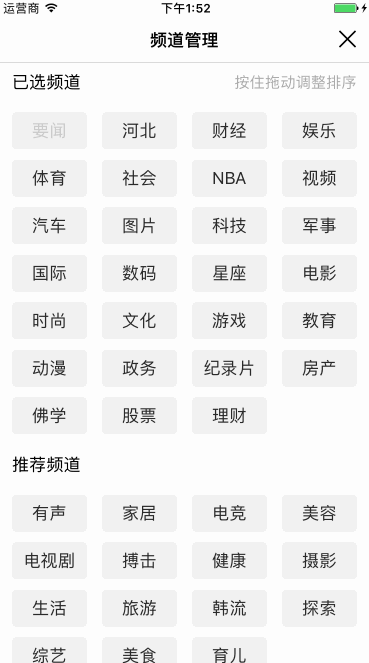 运营商 下午1:52
频道管理
已选频道 按住拖动调整排序
要闻 河北 财经 娱乐
体育 社会 NBA 视频
汽车 图片 科技 军事
国际 数码 星座 电影
时尚 文化 游戏 教育
动漫 政务 纪录片 房产
佛学 股票 理财
推荐频道
有声 家居 电竞 美容
电视剧 搏击 健康 摄影
生活 旅游 韩流 探索
综艺 美食 育儿